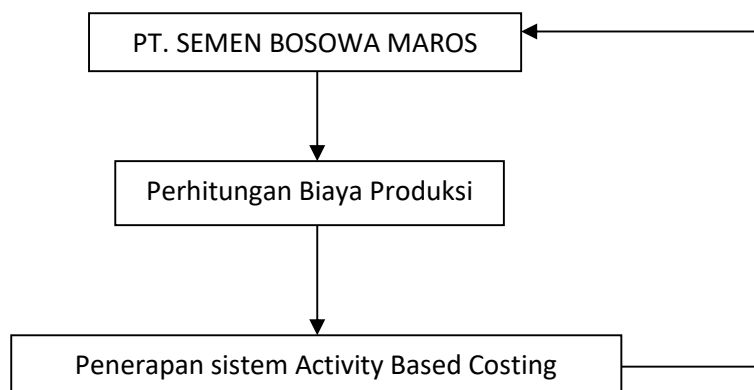 PT. SEMEN BOSOWA MAROS
Perhitungan Biaya Produksi
Penerapan sistem Activity Based Costing